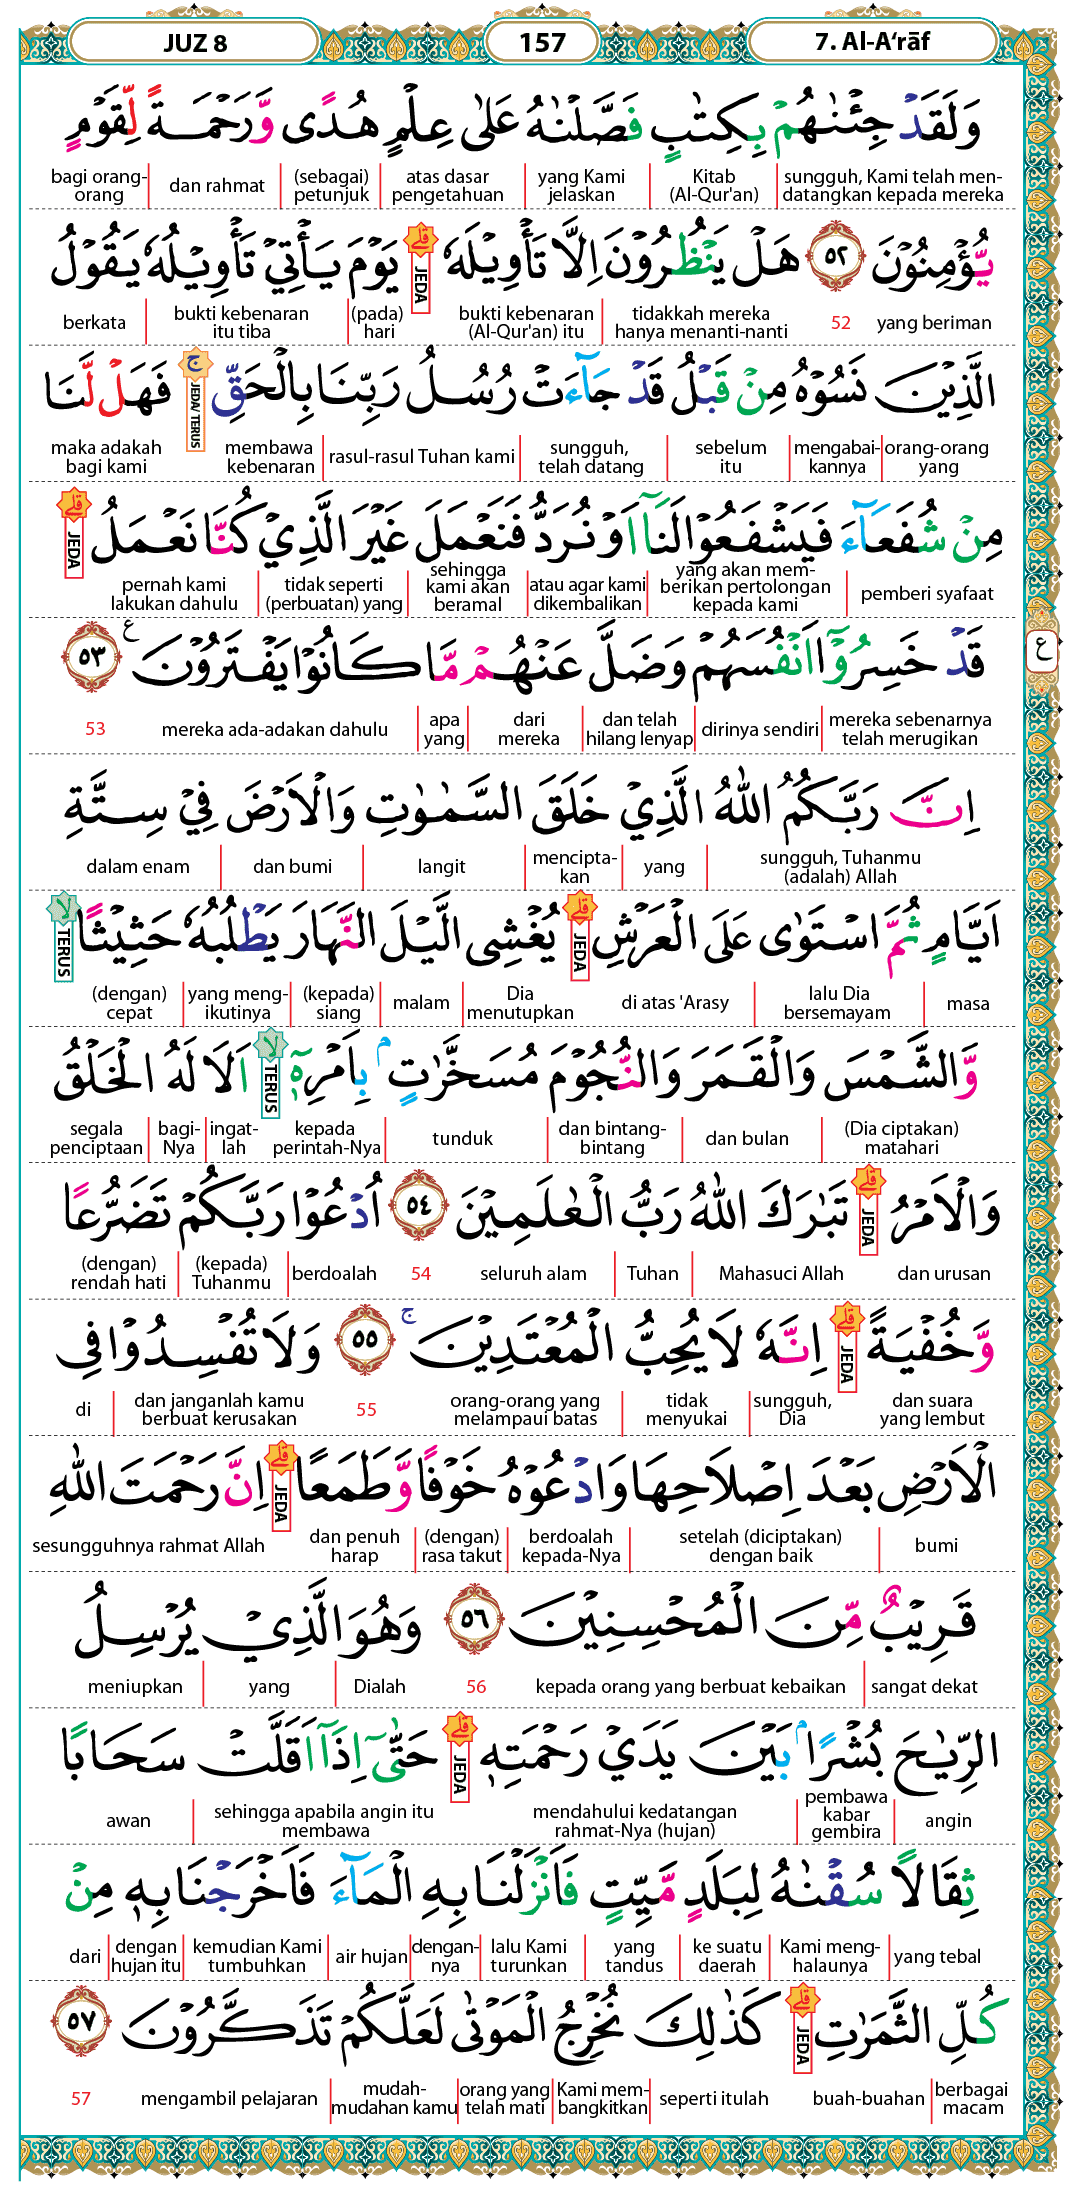 7. Al-A‘rāf 157 JUZ 8
وَلَقَدْ جِئْنٰهُمْ بِكِتٰبٍ فَصَّلْنٰهُ عَلٰى عِلْمٍ هُدًى وَّرَحْمَةً لِّقَوْمٍ
sungguh, Kami telah men-datangkan kepada mereka | Kitab (Al-Qur'an) | yang Kami jelaskan | atas dasar pengetahuan | (sebagai) petunjuk | dan rahmat | bagi orang-orang
يُّؤْمِنُوْنَ ٥٢ هَلْ يَنْظُرُوْنَ اِلَّا تَأْوِيْلَهٗ ۗ JEDA يَوْمَ يَأْتِيْ تَأْوِيْلُهٗ يَقُوْلُ
yang beriman 52 tidakkah mereka hanya menanti-nanti | bukti kebenaran (Al-Qur'an) itu | (pada) hari | bukti kebenaran itu tiba | berkata
الَّذِيْنَ نَسُوْهُ مِنْ قَبْلُ قَدْ جَاۤءَتْ رُسُلُ رَبِّنَا بِالْحَقِّ ۚ JEDA/ TERUS فَهَلْ لَّنَا
orang-orang yang | mengabai-kannya | sebelum itu | sungguh, telah datang | rasul-rasul Tuhan kami | membawa kebenaran | maka adakah bagi kami
مِنْ شُفَعَاۤءَ فَيَشْفَعُوْا لَنَآ اَوْ نُرَدُّ فَنَعْمَلَ غَيْرَ الَّذِيْ كُنَّا نَعْمَلُ ۗ JEDA
pemberi syafaat | yang akan mem-berikan pertolongan kepada kami | atau agar kami dikembalikan | sehingga kami akan beramal | tidak seperti (perbuatan) yang | pernah kami lakukan dahulu
قَدْ خَسِرُوْٓا اَنْفُسَهُمْ وَضَلَّ عَنْهُمْ مَّا كَانُوْا يَفْتَرُوْنَ ع ٥٣ ع
mereka sebenarnya telah merugikan | dirinya sendiri | dan telah hilang lenyap | dari mereka | apa yang | mereka ada-adakan dahulu 53
اِنَّ رَبَّكُمُ اللّٰهُ الَّذِيْ خَلَقَ السَّمٰوٰتِ وَالْاَرْضَ فِيْ سِتَّةِ
sungguh, Tuhanmu (adalah) Allah | yang | mencipta-kan | langit | dan bumi | dalam enam
اَيَّامٍ ثُمَّ اسْتَوٰى عَلَى الْعَرْشِ ۗ JEDA يُغْشِى الَّيْلَ النَّهَارَ يَطْلُبُهٗ حَثِيْثًا ۙ TERUS
masa | lalu Dia bersemayam | di atas 'Arasy | Dia menutupkan | malam | (kepada) siang | yang meng-ikutinya | (dengan) cepat
وَّالشَّمْسَ وَالْقَمَرَ وَالنُّجُوْمَ مُسَخَّرٰتٍۢ بِاَمْرِهٖٓ ۙ TERUS اَلَا لَهُ الْخَلْقُ
(Dia ciptakan) matahari | dan bulan | dan bintang-bintang | tunduk | kepada perintah-Nya | ingat-lah | bagi-Nya | segala penciptaan
وَالْاَمْرُ ۗ JEDA تَبٰرَكَ اللّٰهُ رَبُّ الْعٰلَمِيْنَ ٥٤ اُدْعُوْا رَبَّكُمْ تَضَرُّعًا
dan urusan Mahasuci Allah | Tuhan | seluruh alam 54 berdoalah | (kepada) Tuhanmu | (dengan) rendah hati
وَّخُفْيَةً ۗ JEDA اِنَّهٗ لَا يُحِبُّ الْمُعْتَدِيْنَ ۚ ٥٥ وَلَا تُفْسِدُوْا فِى
dan suara yang lembut | sungguh, Dia | tidak menyukai | orang-orang yang melampaui batas 55 dan janganlah kamu berbuat kerusakan | di
الْاَرْضِ بَعْدَ اِصْلَاحِهَا وَادْعُوْهُ خَوْفًا وَّطَمَعًا ۗ JEDA اِنَّ رَحْمَتَ اللّٰهِ
bumi | setelah (diciptakan) dengan baik | berdoalah kepada-Nya | (dengan) rasa takut | dan penuh harap | sesungguhnya rahmat Allah
قَرِيْبٌ مِّنَ الْمُحْسِنِيْنَ ٥٦ وَهُوَ الَّذِيْ يُرْسِلُ
sangat dekat | kepada orang yang berbuat kebaikan 56 Dialah | yang | meniupkan
الرِّيٰحَ بُشْرًاۢ بَيْنَ يَدَيْ رَحْمَتِهٖ ۗ JEDA حَتّٰىٓ اِذَآ اَقَلَّتْ سَحَابًا
angin | pembawa kabar gembira | mendahului kedatangan rahmat-Nya (hujan) sehingga apabila angin itu membawa | awan
ثِقَالًا سُقْنٰهُ لِبَلَدٍ مَّيِّتٍ فَاَنْزَلْنَا بِهِ الْمَاۤءَ فَاَخْرَجْنَا بِهٖ مِنْ
yang tebal | Kami meng-halaunya | ke suatu daerah | yang tandus | lalu Kami turunkan | dengan-nya | air hujan | kemudian Kami tumbuhkan | dengan hujan itu | dari
كُلِّ الثَّمَرٰتِ ۗ JEDA كَذٰلِكَ نُخْرِجُ الْمَوْتٰى لَعَلَّكُمْ تَذَكَّرُوْنَ ٥٧
berbagai macam | buah-buahan seperti itulah | Kami mem-bangkitkan | orang yang telah mati | mudah-mudahan kamu | mengambil pelajaran 57